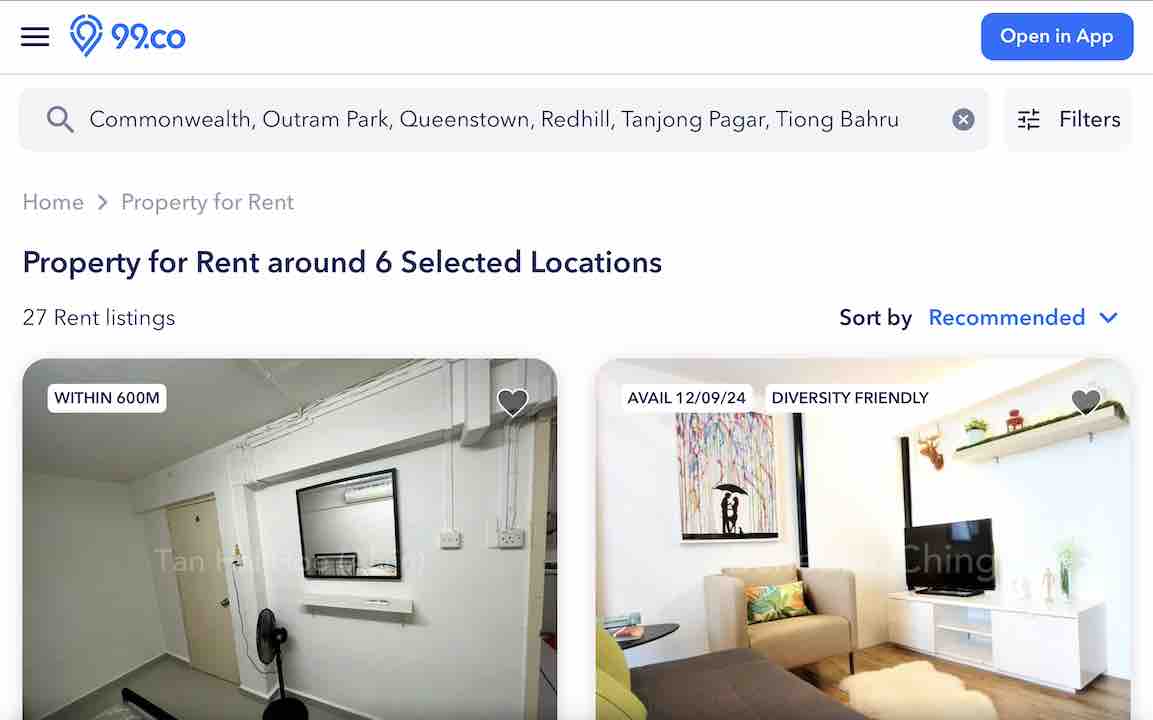 99.co
Open in App
Commonwealth, Outram Park, Queenstown, Redhill, Tanjong Pagar, Tiong Bahru
Filters
Home > Property for Rent
Property for Rent around 6 Selected Locations
27 Rent listings
Sort by Recommended
WITHIN 600M
AVAIL 12/09/24 DIVERSITY FRIENDLY
Tan
Ching